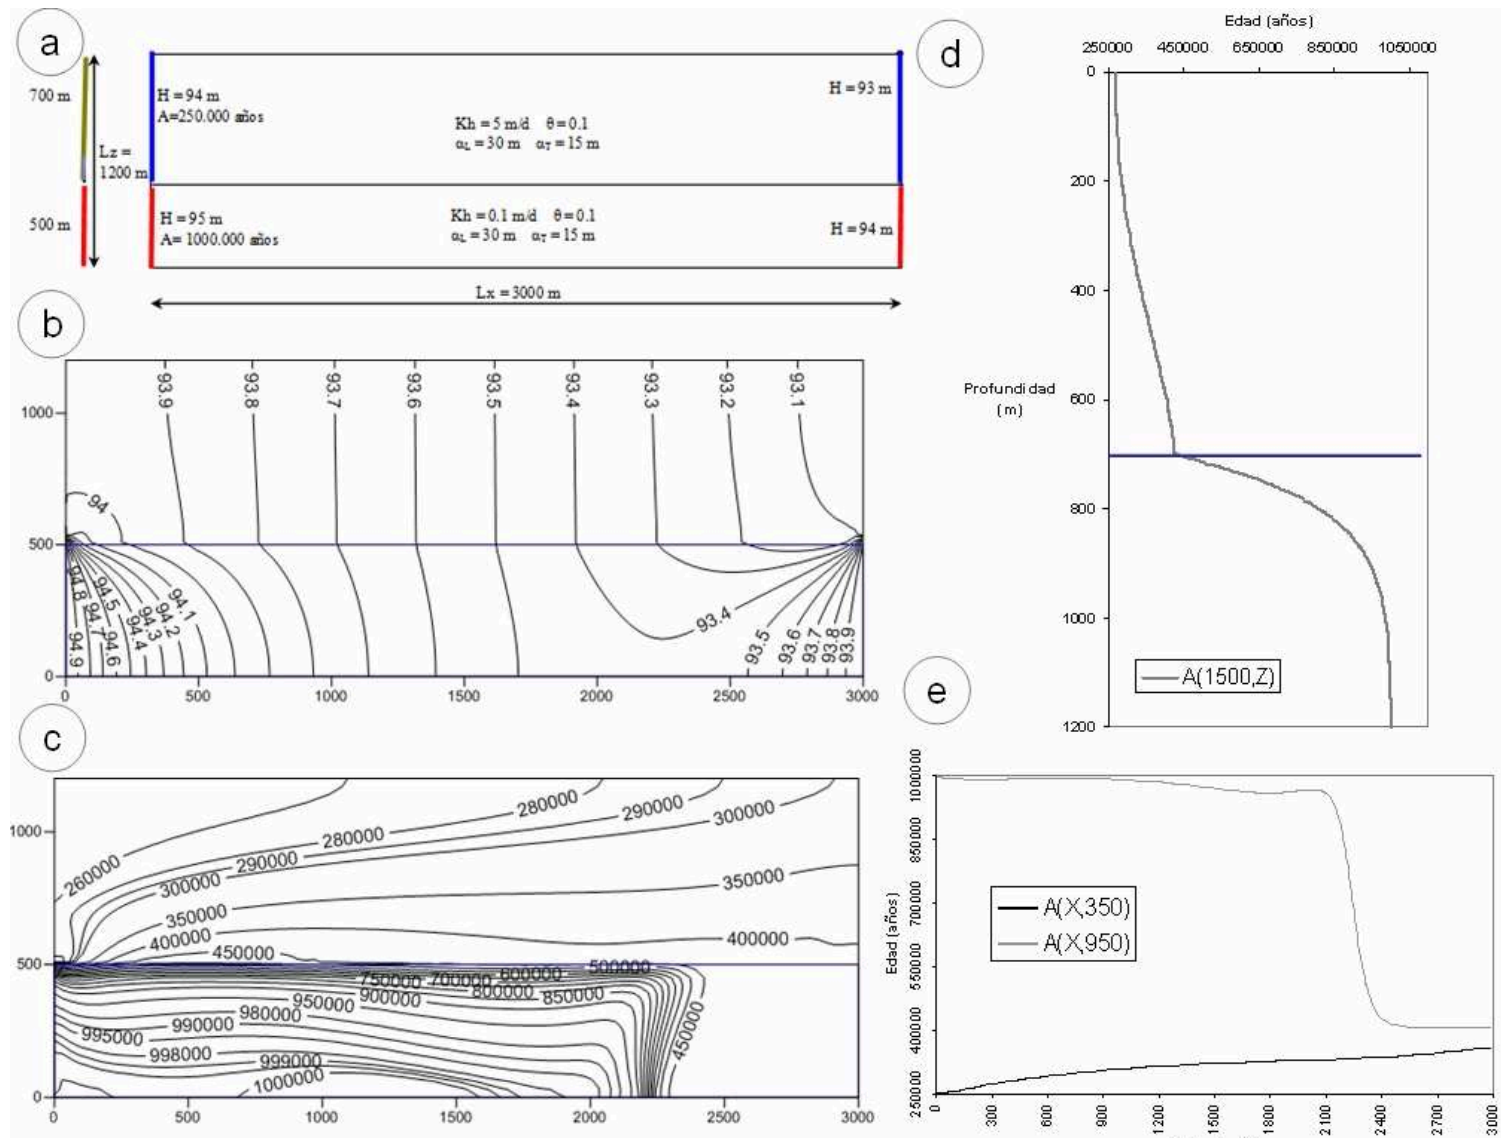 a
700 m
500 m
Lz =
1200 m
H = 94 m
A=250.000 años
Kh = 5 m/d θ=0.1
αL = 30 m αT = 15 m
H = 93 m
H = 95 m
A= 1000.000 años
Kh = 0.1 m/d θ=0.1
αL = 30 m αT = 15 m
H = 94 m
Lx = 3000 m
b
93.9 93.8 93.7 93.6 93.5 93.4 93.3 93.2 93.1
1000
94
500
94.8 94.5 94.1
94.7 94.3 94.2
94.9 94.6 94.4
93.4
93.5 93.6 93.7 93.8 93.9
0
0 500 1000 1500 2000 2500 3000
c
1000
260000 280000 280000
290000 290000
300000 300000
350000 350000
400000 400000
450000
500
500000
600000
750000 700000
900000 800000 850000
950000
980000
990000
995000
998000
999000
1000000
450000
0
0 500 1000 1500 2000 2500 3000
d
Edad (años)
250000 450000 650000 850000 1050000
0
200
400
Profundidad
(m)
600
800
1000
1200
A(1500,Z)
e
Edad (años)
1000000
850000
700000
550000
400000
250000
A(X,350)
A(X,950)
0 300 600 900 1200 1500 1800 2100 2400 2700 3000